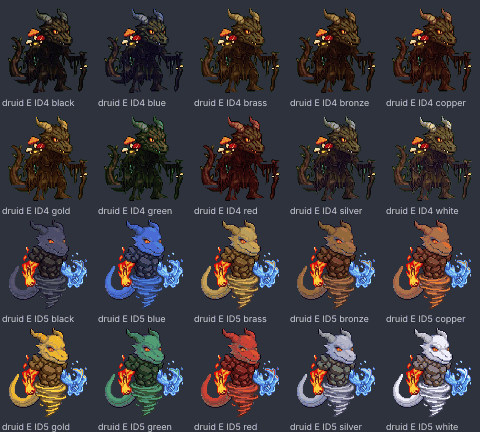 druid E ID4 black
druid E ID4 blue
druid E ID4 brass
druid E ID4 bronze
druid E ID4 copper
druid E ID4 gold
druid E ID4 green
druid E ID4 red
druid E ID4 silver
druid E ID4 white
druid E ID5 black
druid E ID5 blue
druid E ID5 brass
druid E ID5 bronze
druid E ID5 copper
druid E ID5 gold
druid E ID5 green
druid E ID5 red
druid E ID5 silver
druid E ID5 white